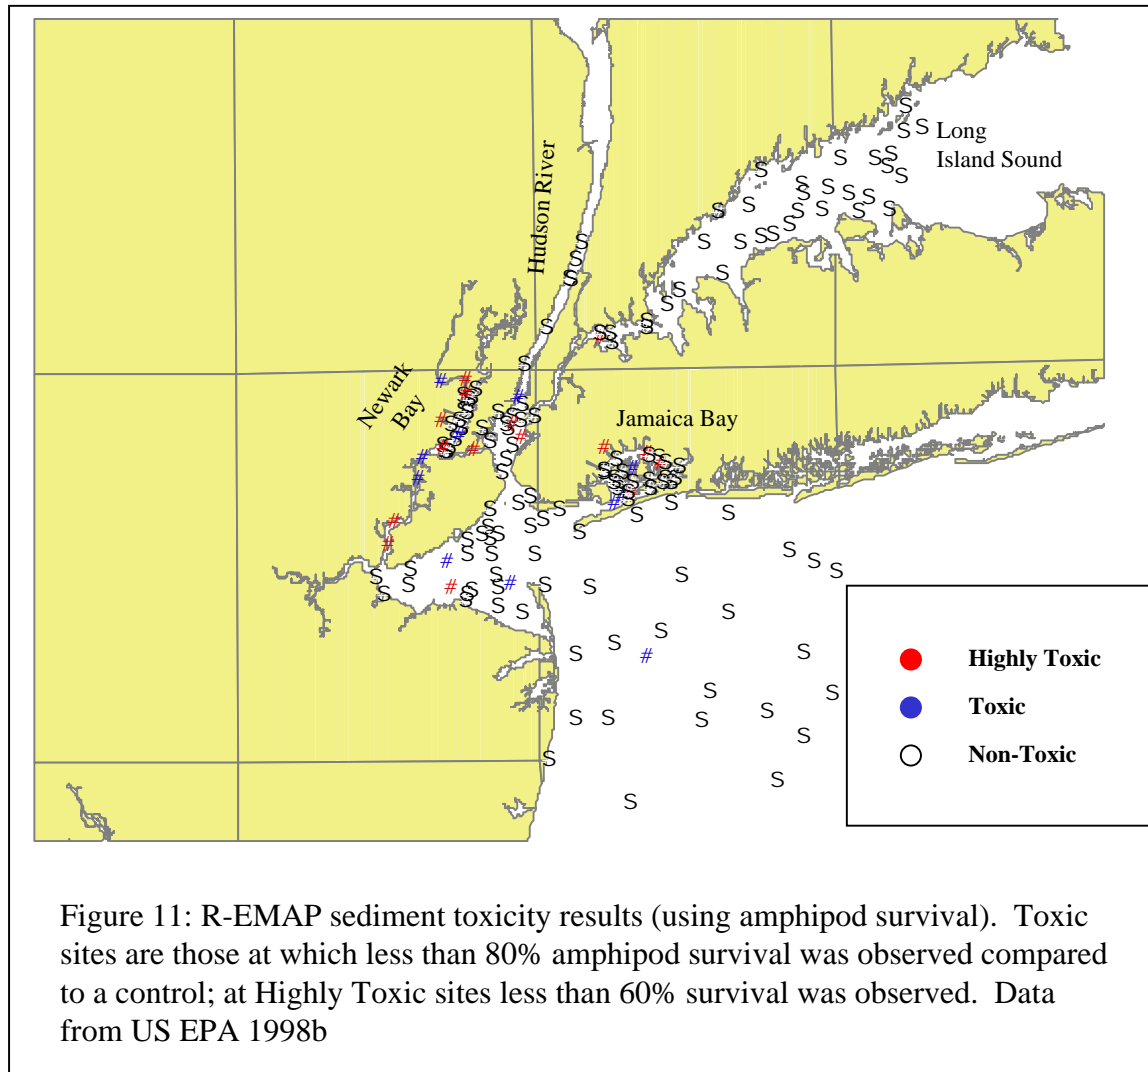 Long
Island Sound
Hudson River
Newark
Bay
Jamaica Bay
Highly Toxic
Toxic
Non-Toxic
Figure 11: R-EMAP sediment toxicity results (using amphipod survival). Toxic
sites are those at which less than 80% amphipod survival was observed compared
to a control; at Highly Toxic sites less than 60% survival was observed. Data
from US EPA 1998b